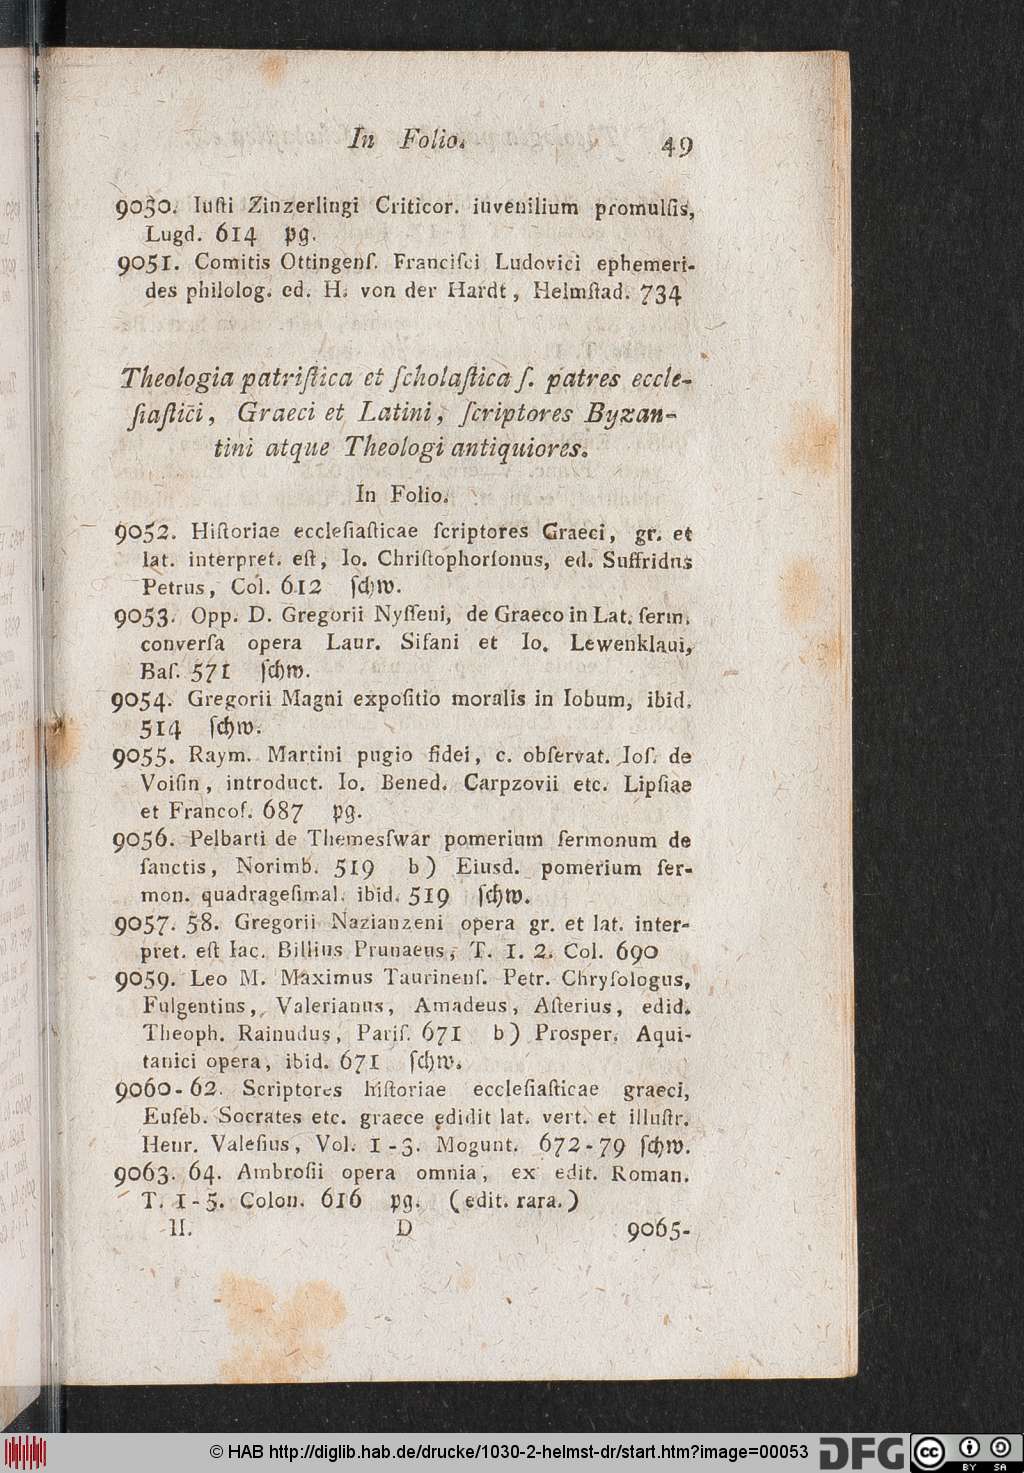 In Folio. 49
9050. Iuſti Zinzerlingi Criticor. iuvenilium promulſis,
Lugd. 614 pg.
9051. Comitis Ottingenſ. Franciſci Ludovici ephemeri-
des philolog. ed. H. von der Hardt, Helmſtad. 734
Theologia patriſtica et ſcholaſtica ſ. patres eccle-
ſiaſtici, Graeci et Latini, ſcriptores Byzan-
tini atque Theologi antiquiores.
In Folio.
9052. Hiſtoriae eccleſiaſticae ſcriptores Graeci, gr. et
lat. interpret. eſt, Io. Chriſtophorſonus, ed. Suffridus
Petrus, Col. 612 ſchw.
9053. Opp. D. Gregorii Nyſſeni, de Graeco in Lat. ſerm.
converſa opera Laur. Sifani et Io. Lewenklaui,
Baſ. 571 ſchw.
9054. Gregorii Magni expoſitio moralis in Iobum, ibid.
514 ſchw.
9055. Raym. Martini pugio fidei, c. obſervat. Ioſ. de
Voiſin, introduct. Io. Bened. Carpzovii etc. Lipſiae
et Francof. 687 pg.
9056. Pelbarti de Themesſwar pomerium ſermonum de
ſanctis, Norimb. 519 b) Eiusd. pomerium ſer-
mon. quadrageſimal. ibid. 519 ſchw.
9057. 58. Gregorii Nazianzeni opera gr. et lat. inter-
pret. eſt Iac. Billius Prunaeus, T. 1. 2. Col. 690
9059. Leo M. Maximus Taurinenſ. Petr. Chryſologus,
Fulgentius, Valerianus, Amadeus, Aſterius, edid.
Theoph. Rainudus, Pariſ. 671 b) Prosper. Aqui-
tanici opera, ibid. 671 ſchw.
9060-62. Scriptores hiſtoriae eccleſiaſticae graeci,
Euſeb. Socrates etc. graece edidit lat. vert. et illuſtr.
Henr. Valeſius, Vol. 1-3. Mogunt. 672-79 ſchw.
9063. 64. Ambroſii opera omnia, ex edit. Roman.
T. 1-5. Colon. 616 pg. (edit. rara.)
II. D 9065-
© HAB http://diglib.hab.de/drucke/1030-2-helmst-dr/start.htm?image=00053 DFG cc BY SA